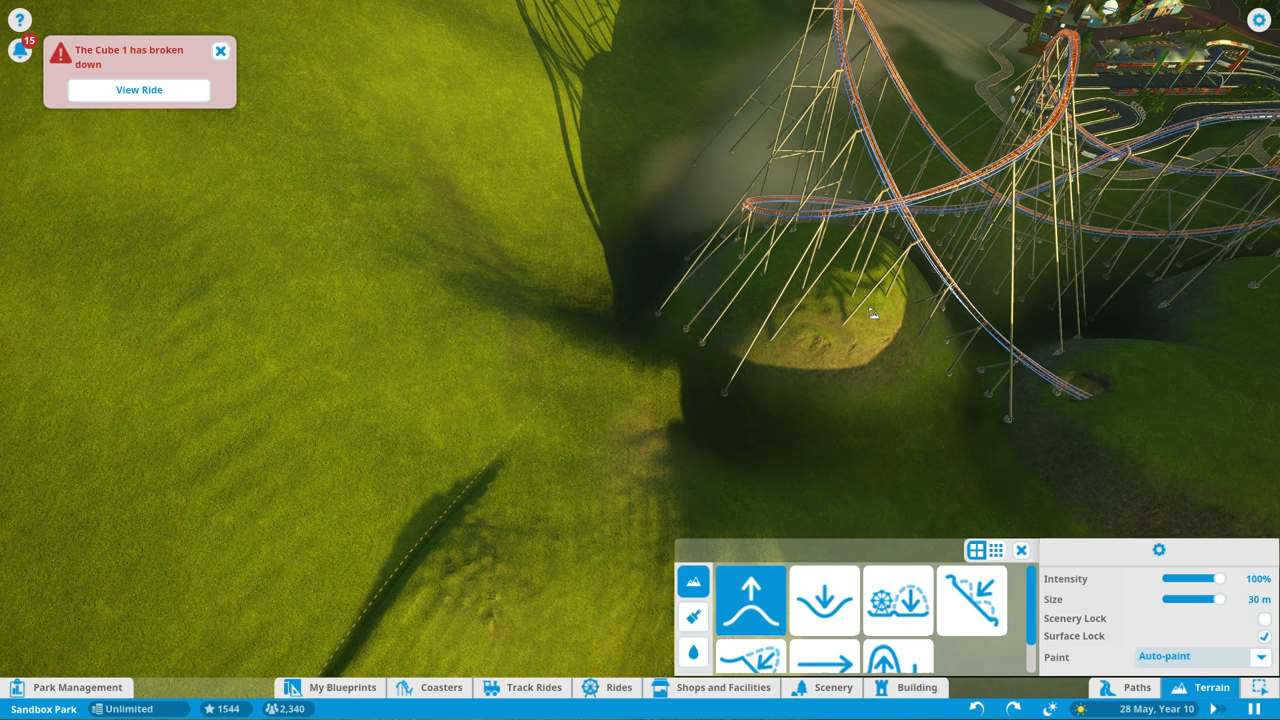 ?
15
The Cube 1 has broken
down
View Ride
Intensity
100%
Size
30 m
Scenery Lock
Surface Lock
Paint
Auto-paint
Park Management
My Blueprints
Coasters
Track Rides
Rides
Shops and Facilities
Scenery
Building
Paths
Terrain
Sandbox Park
Unlimited
1544
2,340
28 May, Year 10